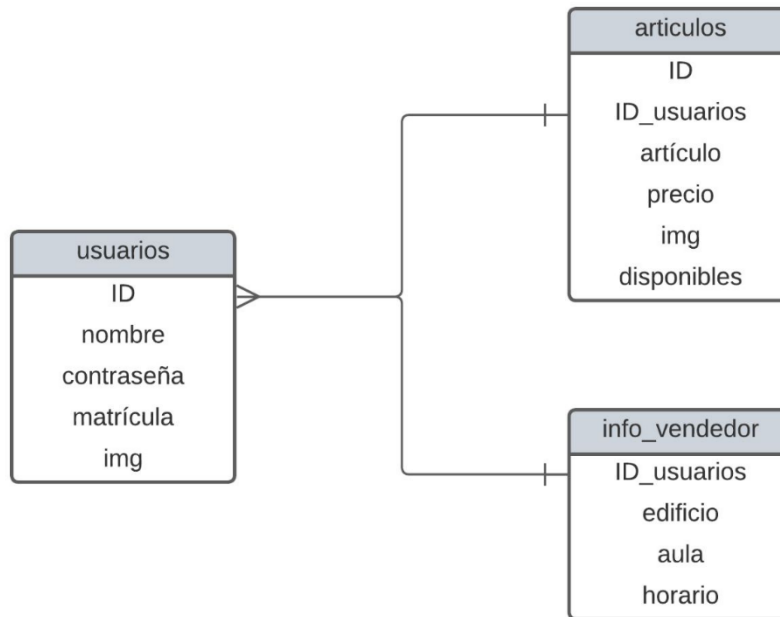 articulos
ID
ID_usuarios
artículo
precio
img
disponibles
usuarios
ID
nombre
contraseña
matrícula
img
info_vendedor
ID_usuarios
edificio
aula
horario